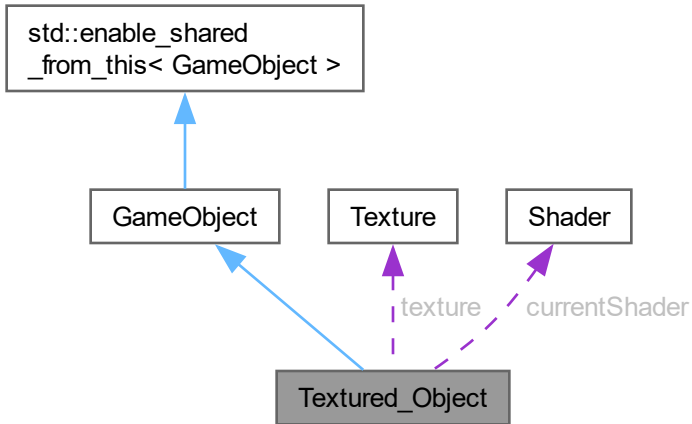 std::enable_shared
_from_this< GameObject >
GameObject
Texture
Shader
texture
currentShader
Textured_Object